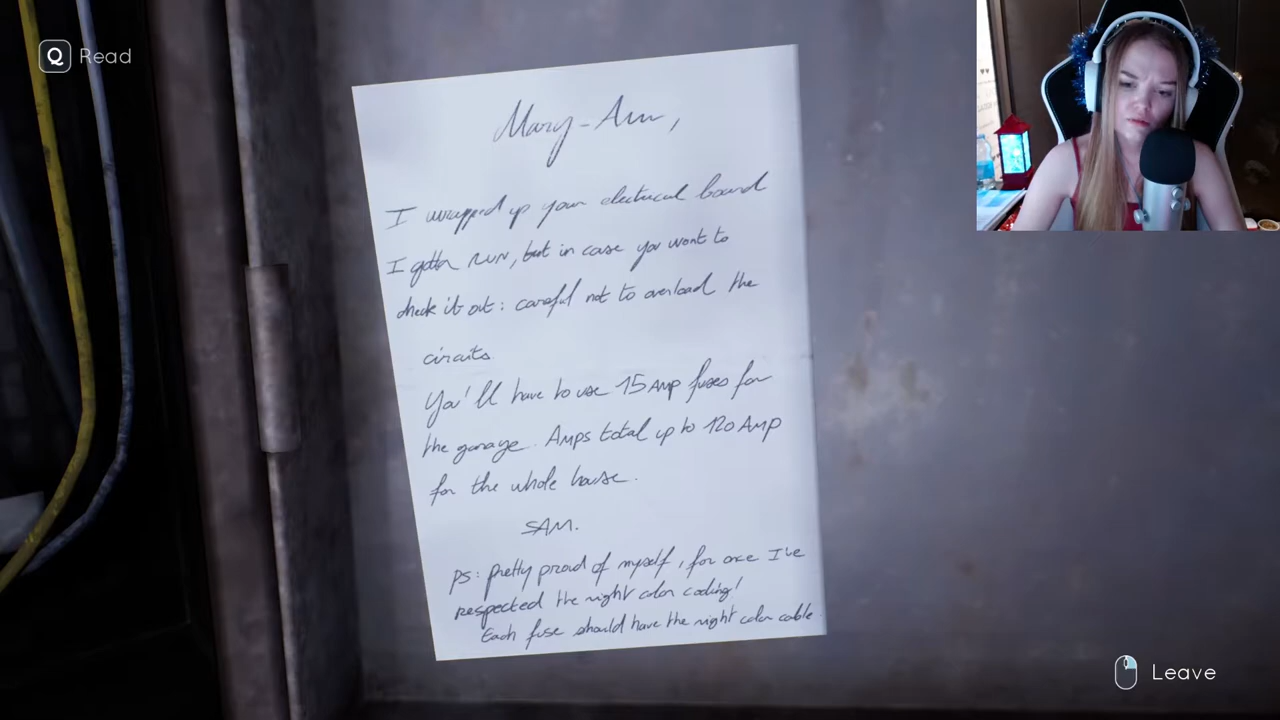 Q Read
Mary-Ann,
I wrapped up your electrical board
I gotta RUN, but in case you want to
check it out: careful not to overload the
circuits.
You'll have to use 15 AMP fuses for
the garage. AMPS total up to 120 AMP
for the whole house.
SAM.
PS: pretty proud of myself, for once I've
respected the right color coding!
Each fuse should have the right color cable.
Leave